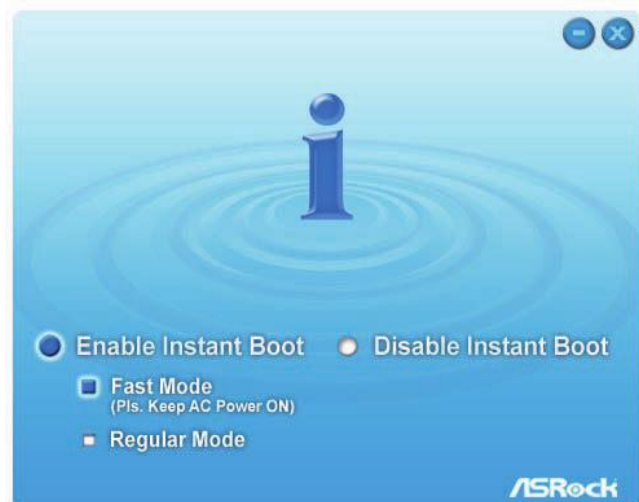 i
Enable Instant Boot Disable Instant Boot
Fast Mode
(Pls. Keep AC Power ON)
Regular Mode
ASRock